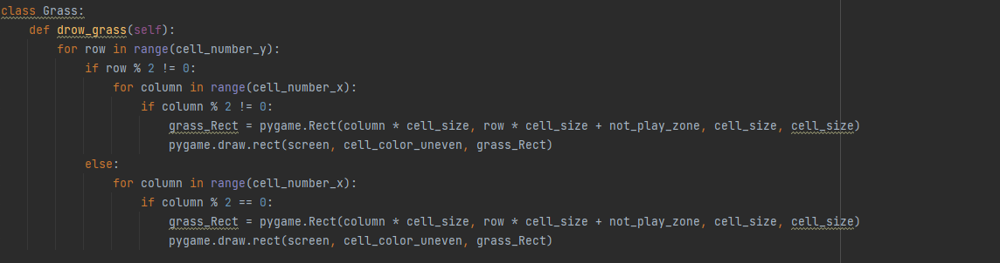 class Grass:
    def drow_grass(self):
        for row in range(cell_number_y):
            if row % 2 != 0:
                for column in range(cell_number_x):
                    if column % 2 != 0:
                        grass_Rect = pygame.Rect(column * cell_size, row * cell_size + not_play_zone, cell_size, cell_size)
                        pygame.draw.rect(screen, cell_color_uneven, grass_Rect)
            else:
                for column in range(cell_number_x):
                    if column % 2 == 0:
                        grass_Rect = pygame.Rect(column * cell_size, row * cell_size + not_play_zone, cell_size, cell_size)
                        pygame.draw.rect(screen, cell_color_uneven, grass_Rect)